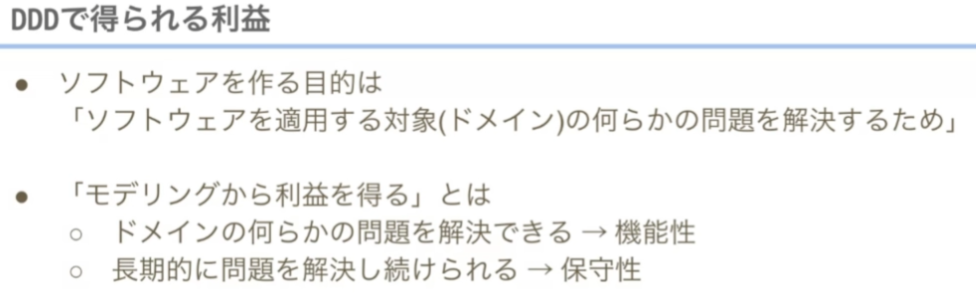 DDDで得られる利益
● ソフトウェアを作る目的は
「ソフトウェアを適用する対象(ドメイン)の何らかの問題を解決するため」
● 「モデリングから利益を得る」とは
○ ドメインの何らかの問題を解決できる → 機能性
○ 長期的に問題を解決し続けられる → 保守性